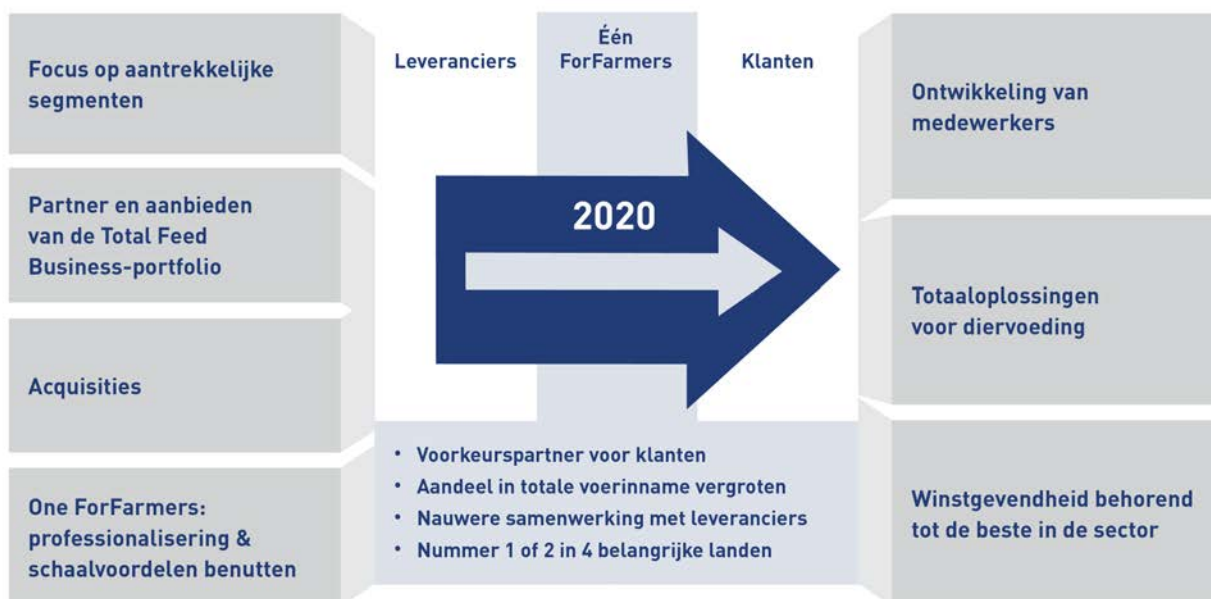 Focus op aantrekkelijke
segmenten
Partner en aanbieden
van de Total Feed
Business-portfolio
Acquisities
One ForFarmers:
professionalisering &
schaalvoordelen benutten
Leveranciers
Één
ForFarmers
Klanten
2020
• Voorkeurspartner voor klanten
• Aandeel in totale voerinname vergroten
• Nauwere samenwerking met leveranciers
• Nummer 1 of 2 in 4 belangrijke landen
Ontwikkeling van
medewerkers
Totaaloplossingen
voor diervoeding
Winstgevendheid behorend
tot de beste in de sector